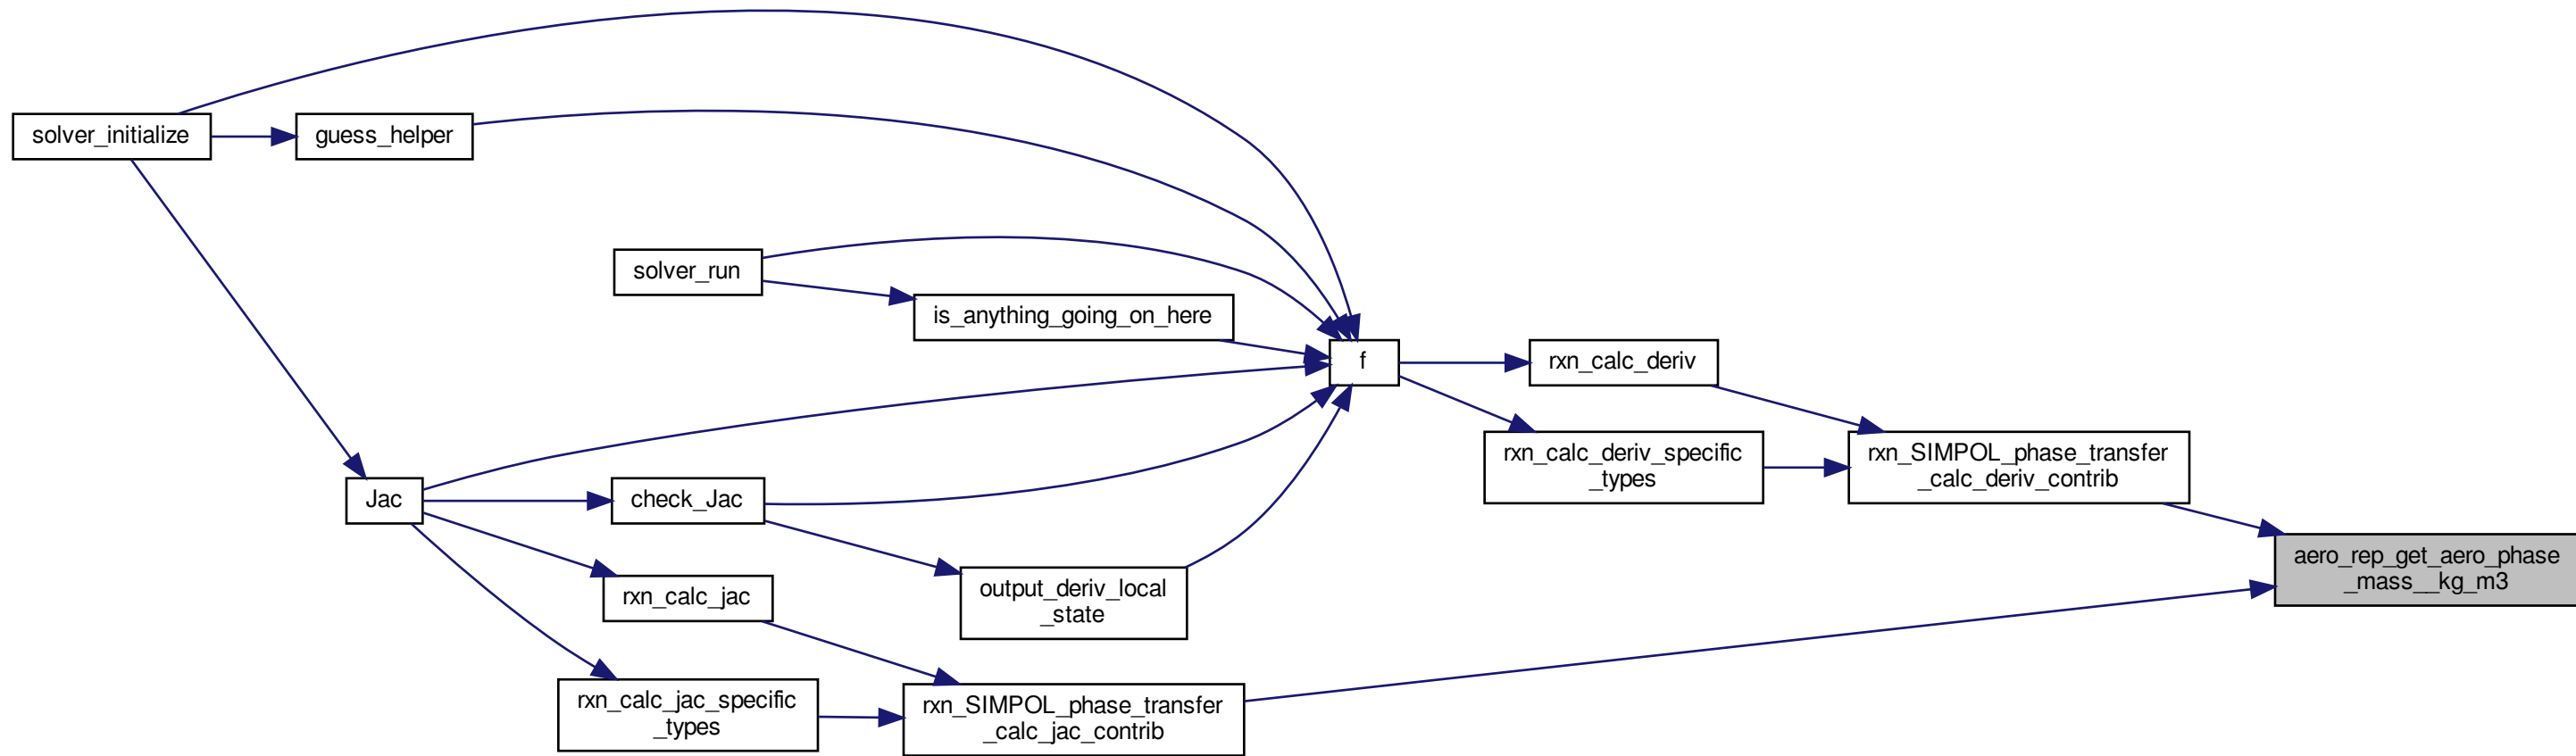 solver_initialize
guess_helper
solver_run
is_anything_going_on_here
f
rxn_calc_deriv
rxn_calc_deriv_specific
_types
rxn_SIMPOL_phase_transfer
_calc_deriv_contrib
Jac
check_Jac
aero_rep_get_aero_phase
_mass__kg_m3
rxn_calc_jac
output_deriv_local
_state
rxn_calc_jac_specific
_types
rxn_SIMPOL_phase_transfer
_calc_jac_contrib